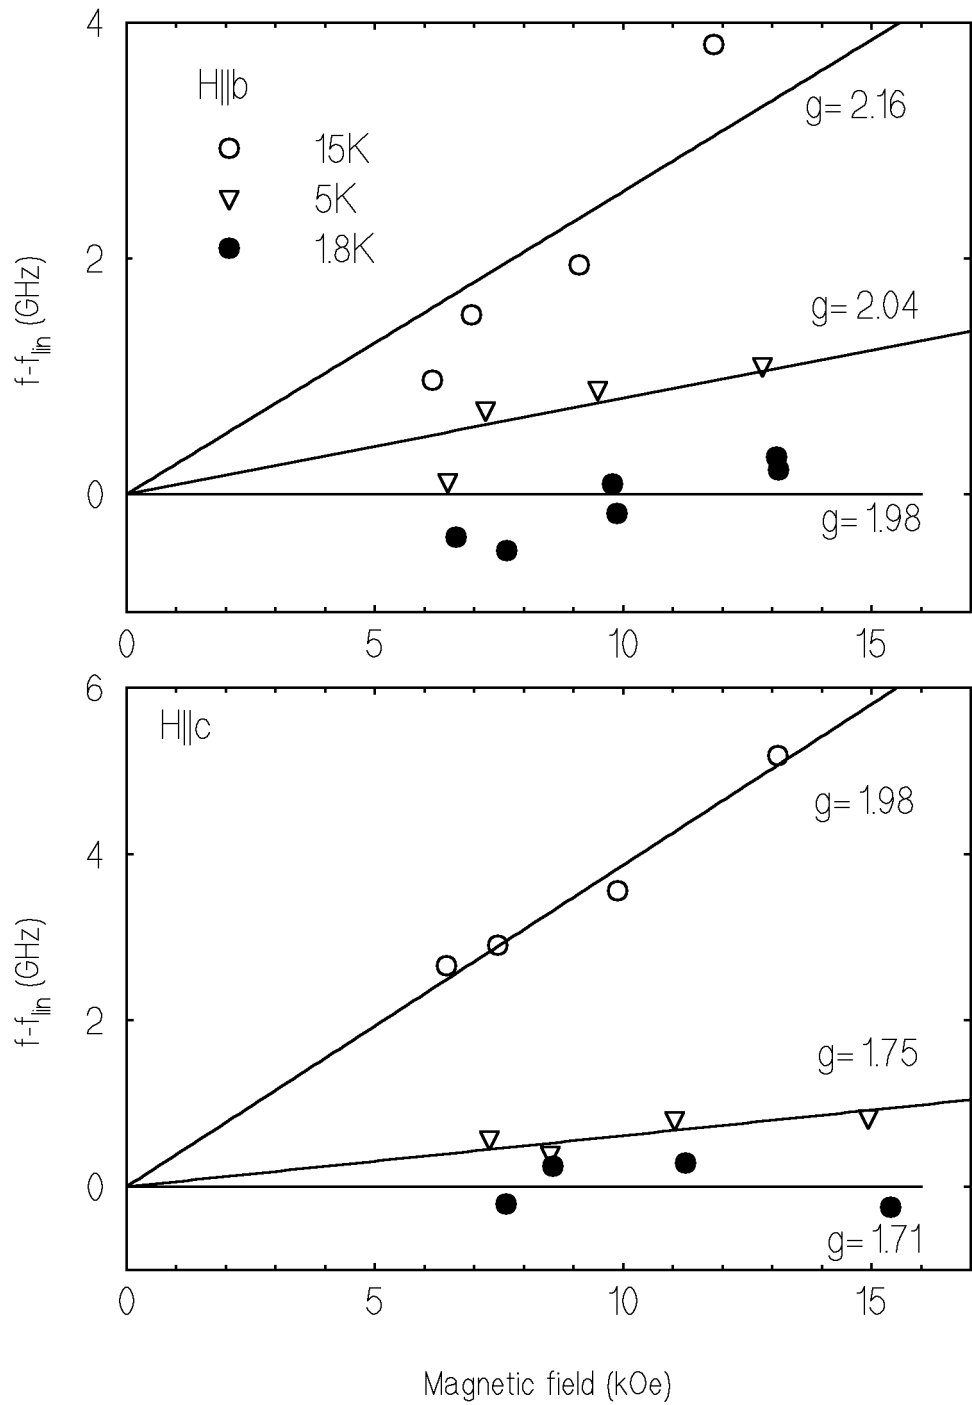 4
H||b
g= 2.16
15K
5K
1.8K
2
g= 2.04
f-f_lin (GHz)
0
g= 1.98
0 5 10 15
6
H||c
g= 1.98
4
f-f_lin (GHz)
2
g= 1.75
0
g= 1.71
0 5 10 15
Magnetic field (kOe)